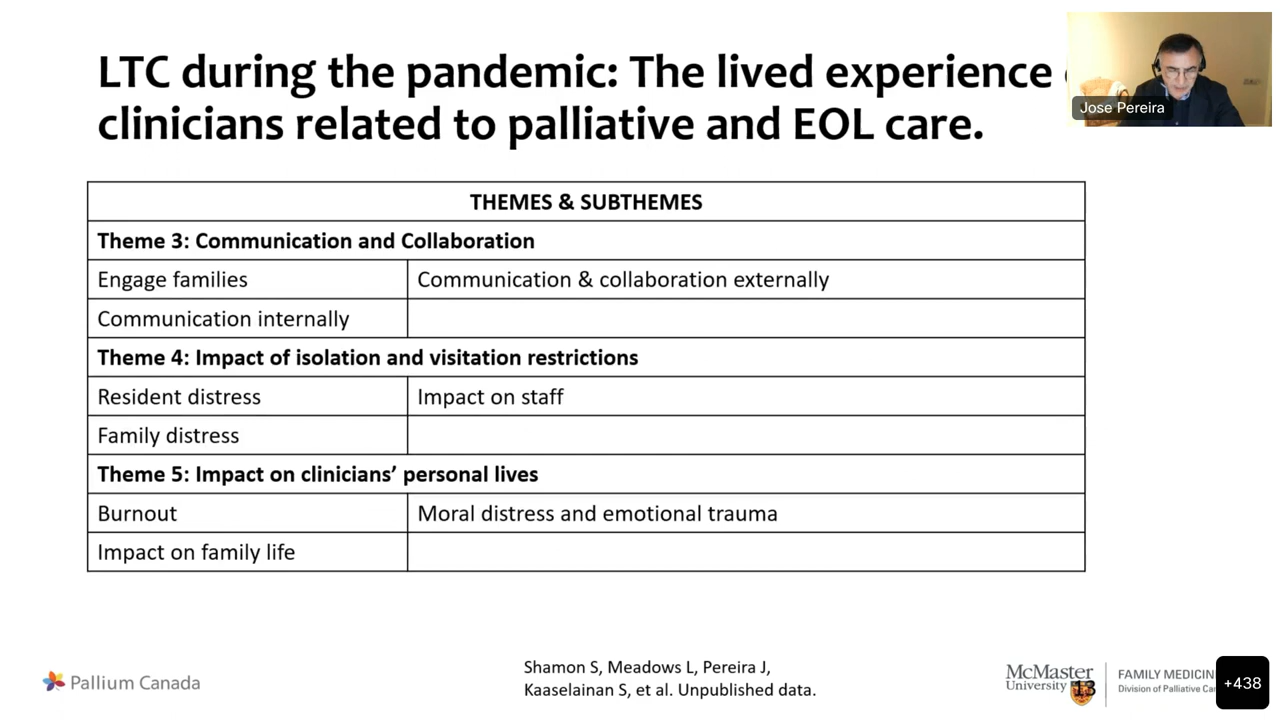 LTC during the pandemic: The lived experience
clinicians related to palliative and EOL care.
Jose Pereira
THEMES & SUBTHEMES
Theme 3: Communication and Collaboration
Engage families
Communication & collaboration externally
Communication internally
Theme 4: Impact of isolation and visitation restrictions
Resident distress
Impact on staff
Family distress
Theme 5: Impact on clinicians’ personal lives
Burnout
Moral distress and emotional trauma
Impact on family life
Pallium Canada
Shamon S, Meadows L, Pereira J,
Kaaselainan S, et al. Unpublished data.
McMaster
University
13
FAMILY
Division of Palliative
+438